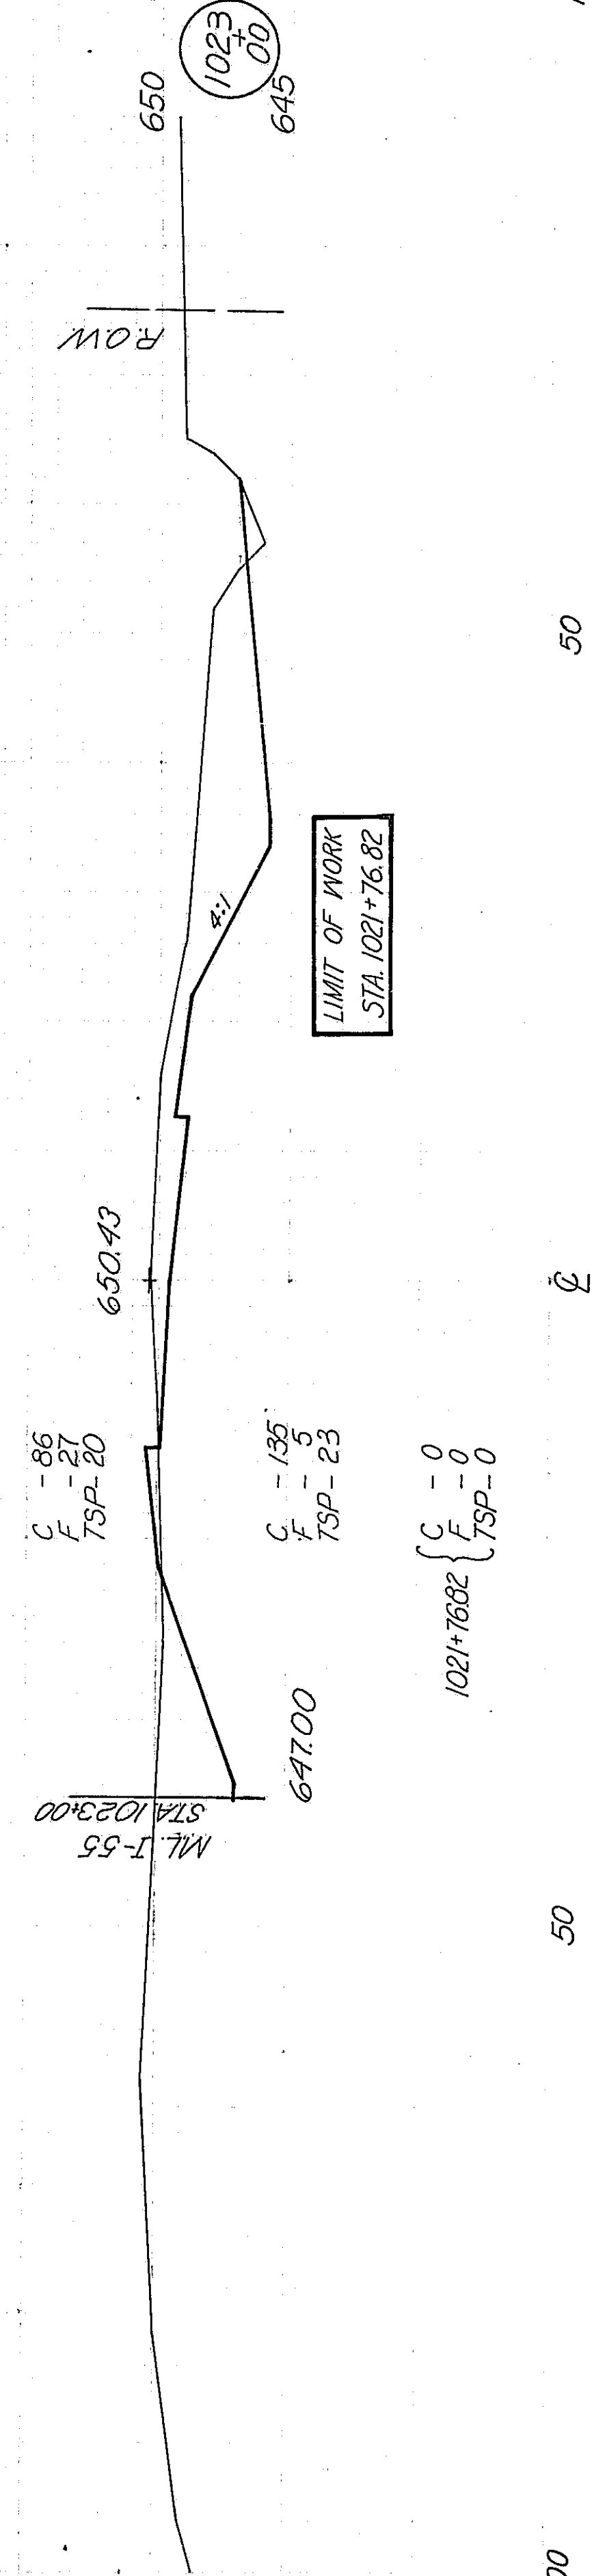 1023
+
00
650
645
R.O.W.
4:1
LIMIT OF WORK
STA. 1021+76.82
650.43
C - 86
F - 27
TSP- 20
C - 135
F - 5
TSP- 23
1021+76.82 { C - 0
F - 0
TSP- 0
647.00
M.L. I-55
STA. 1023+00
50
℄
50
00